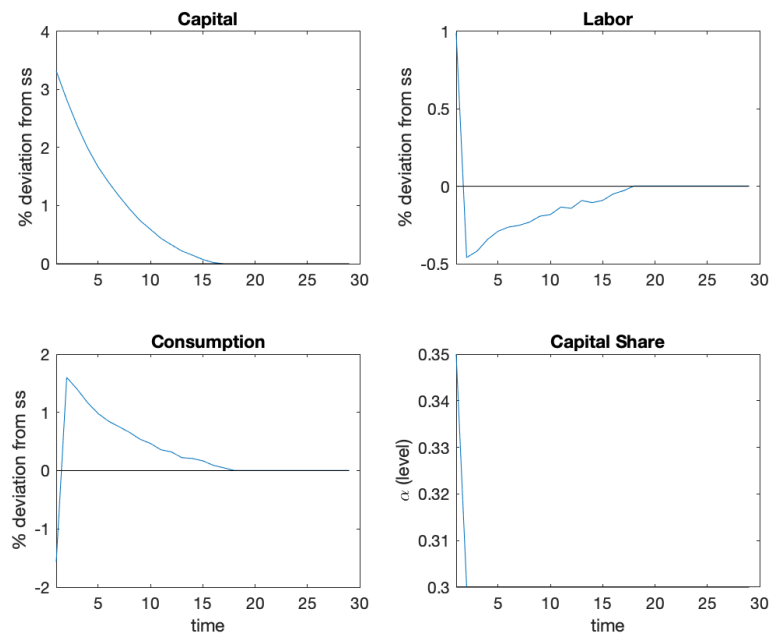 Capital
% deviation from ss
4
3
2
1
0
5 10 15 20 25 30
Labor
% deviation from ss
1
0.5
0
-0.5
5 10 15 20 25 30
Consumption
% deviation from ss
2
1
0
-1
-2
5 10 15 20 25 30
time
Capital Share
α (level)
0.35
0.34
0.33
0.32
0.31
0.3
5 10 15 20 25 30
time